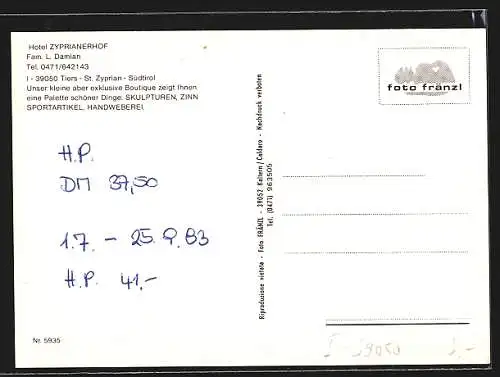 Hotel ZYPRIANERHOF
Fam. L. Damian
Tel. 0471/642143
I - 39050 Tiers - St. Zyprian - Südtirol
Unser kleine aber exklusive Boutique zeigt Ihnen
eine Palette schöner Dinge: SKULPTUREN, ZINN
SPORTARTIKEL, HANDWEBEREI.
H.P.
DM 37,50
1.7. - 25.9.83
H.P. 41,-
Nr. 5935
Riproduzione vietata - Foto FRÄNZL - 39052 Kaltern/Caldaro - Nachdruck verboten
Tel. (0471) 963505
foto fränzl
I 39050